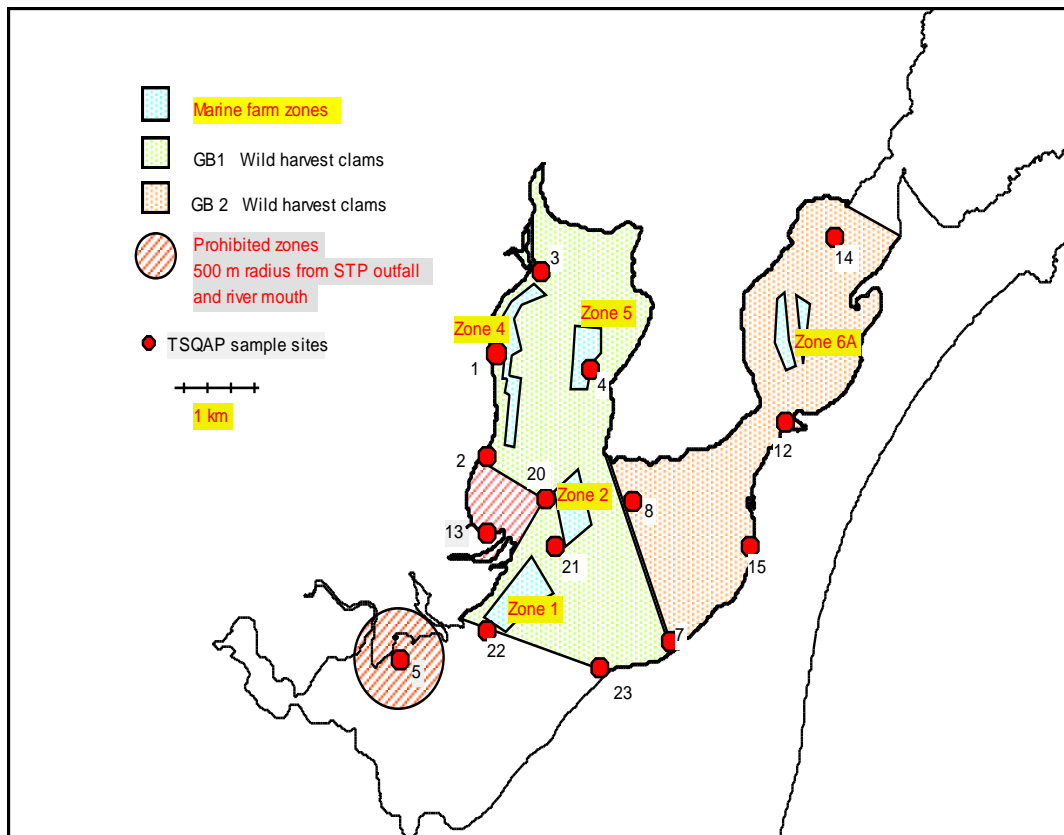 Marine farm zones
GB1 Wild harvest clams
GB 2 Wild harvest clams
Prohibited zones
500 m radius from STP outfall
and river mouth
TSQAP sample sites
1 km
3
14
Zone 4
Zone 5
Zone 6A
1
4
2
12
20
Zone 2
8
13
21
15
Zone 1
22
7
5
23